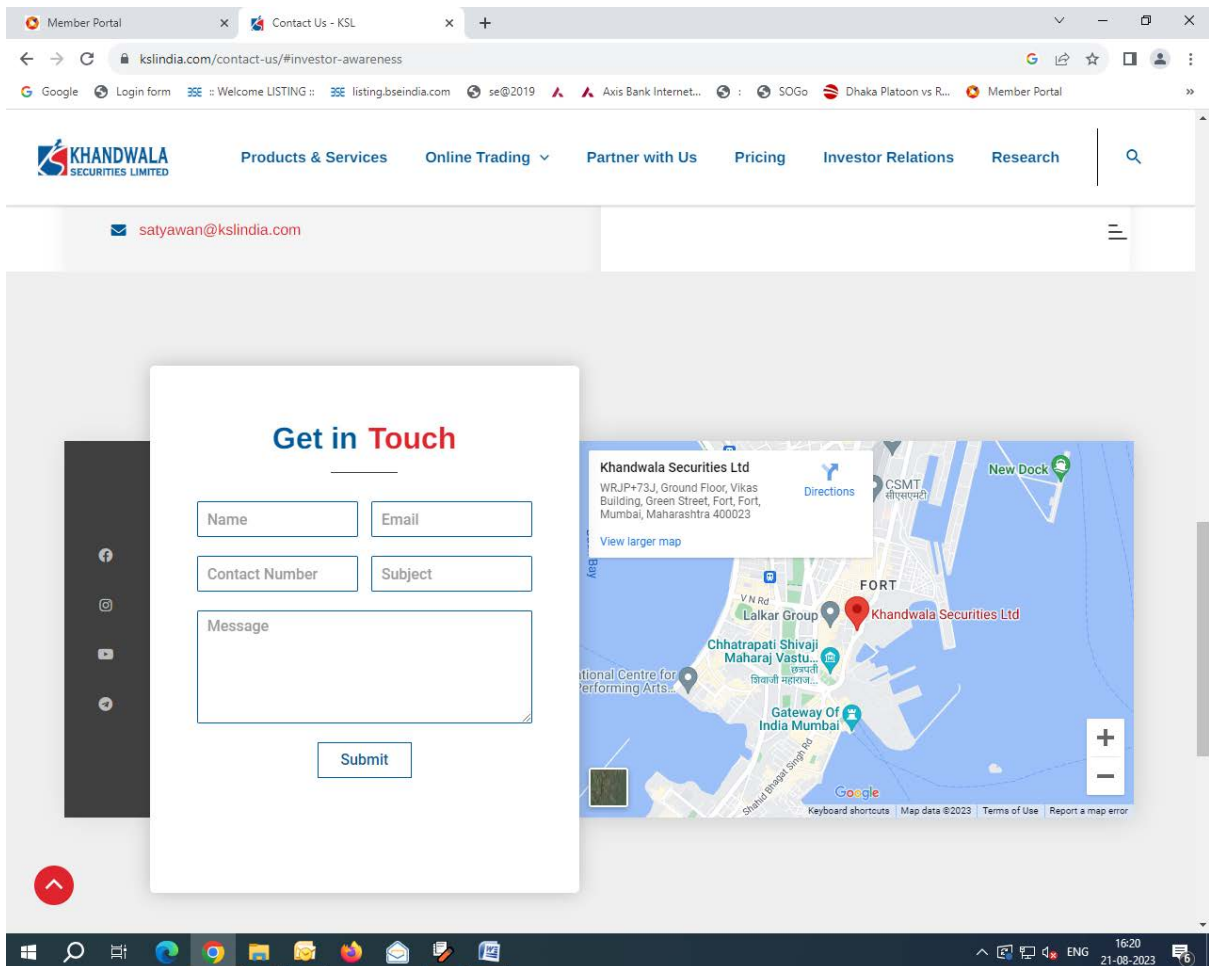 Member Portal
Contact Us - KSL
kslindia.com/contact-us/#investor-awareness
Google
Login form
:: Welcome LISTING ::
listing.bseindia.com
se@2019
Axis Bank Internet...
:
SOGo
Dhaka Platoon vs R...
Member Portal
»
KHANDWALA
SECURITIES LIMITED
Products & Services
Online Trading
Partner with Us
Pricing
Investor Relations
Research
satyawan@kslindia.com
Get in Touch
Name
Email
Contact Number
Subject
Message
Submit
Khandwala Securities Ltd
WRJP+73J, Ground Floor, Vikas
Building, Green Street, Fort, Fort,
Mumbai, Maharashtra 400023
Directions
View larger map
New Dock
CSMT
सीएसएमटी
Bay
FORT
V N Rd
Lalkar Group
Khandwala Securities Ltd
Chhatrapati Shivaji
Maharaj Vastu...
छत्रपती
शिवाजी महाराज...
tional Centre for
Performing Arts...
Gateway Of
India Mumbai
Shahid Bhagat Singh Rd
Google
Keyboard shortcuts
Map data ©2023
Terms of Use
Report a map error
ENG
16:20
21-08-2023
6